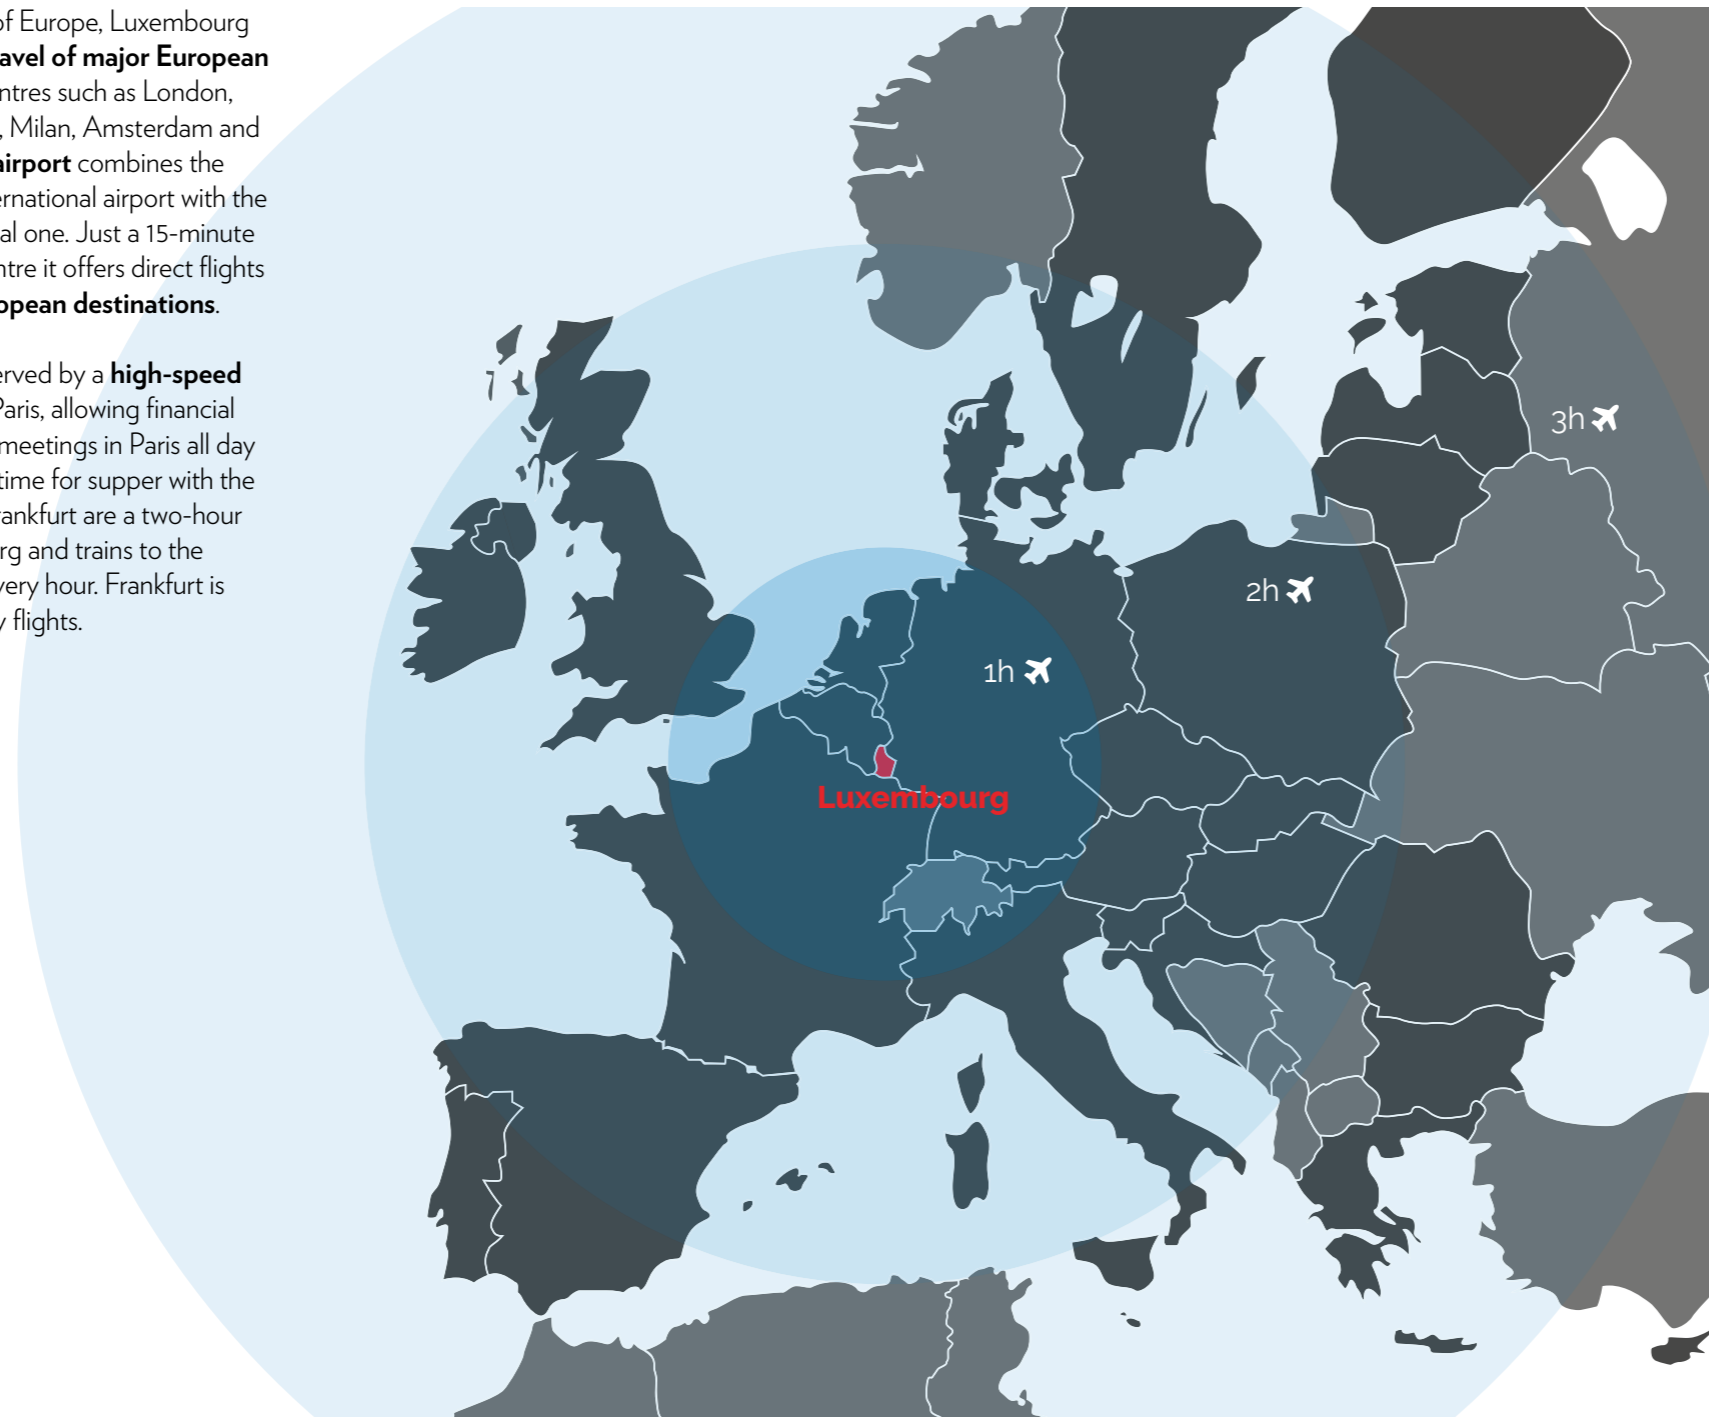 of Europe, Luxembourg
avel of major European
ntres such as London,
, Milan, Amsterdam and
airport combines the
ernational airport with the
al one. Just a 15-minute
ntre it offers direct flights
opean destinations.
erved by a high-speed
Paris, allowing financial
meetings in Paris all day
time for supper with the
rankfurt are a two-hour
rg and trains to the
very hour. Frankfurt is
y flights.
3h
2h
1h
Luxembourg